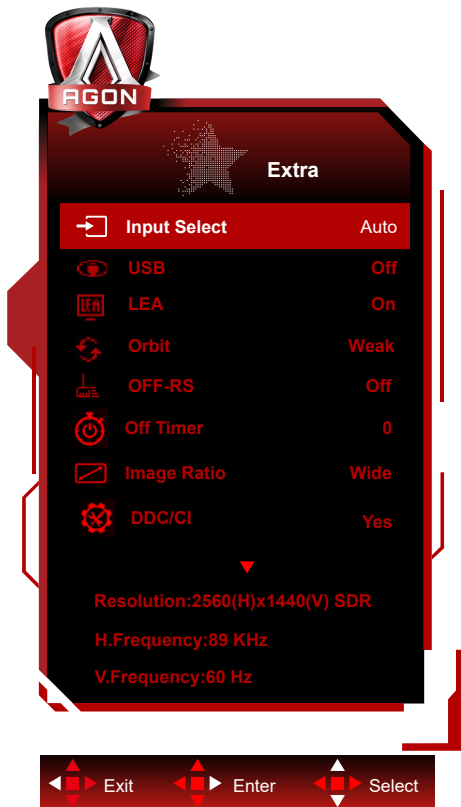 AGON
Extra
Input Select Auto
USB Off
LEA On
Orbit Weak
OFF-RS Off
Off Timer 0
Image Ratio Wide
DDC/CI Yes
Resolution:2560(H)x1440(V) SDR
H.Frequency:89 KHz
V.Frequency:60 Hz
Exit Enter Select